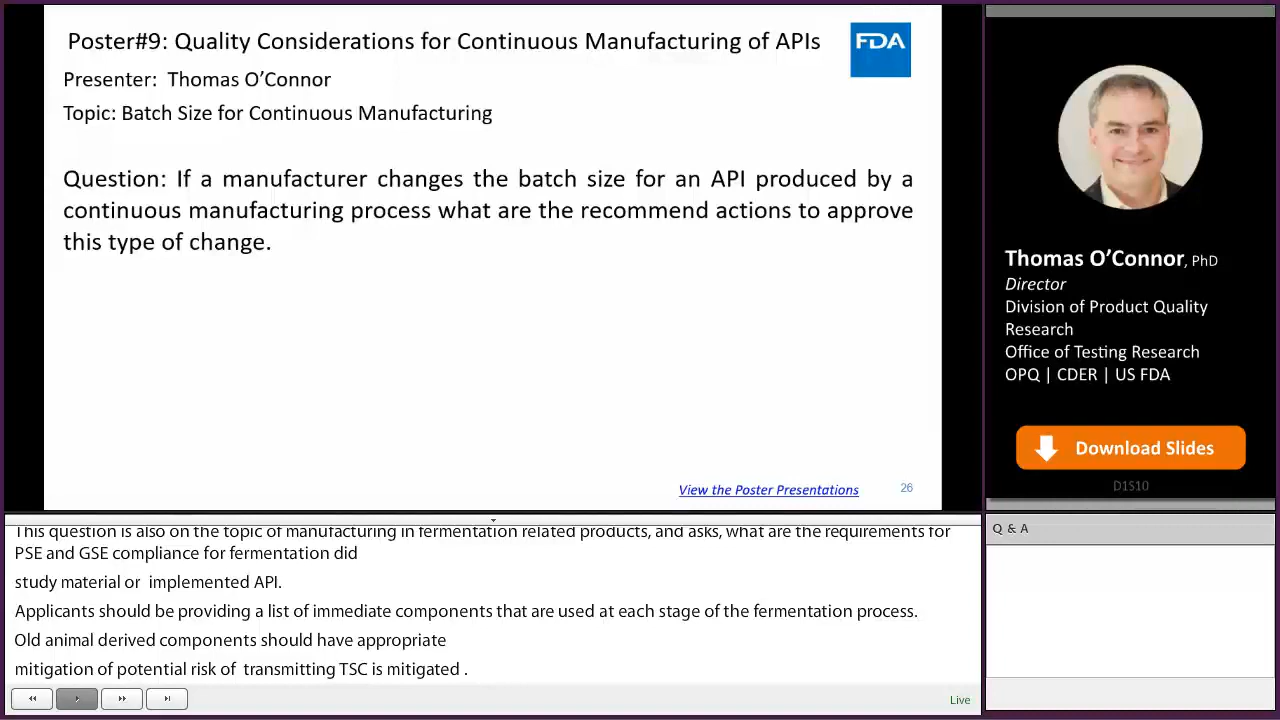 Poster#9: Quality Considerations for Continuous Manufacturing of APIs
FDA
Presenter: Thomas O’Connor
Topic: Batch Size for Continuous Manufacturing
Question: If a manufacturer changes the batch size for an API produced by a
continuous manufacturing process what are the recommend actions to approve
this type of change.
View the Poster Presentations
26
Thomas O’Connor, PhD
Director
Division of Product Quality
Research
Office of Testing Research
OPQ | CDER | US FDA
Download Slides
D1S10
This question is also on the topic of manufacturing in fermentation related products, and asks, what are the requirements for
PSE and GSE compliance for fermentation did
study material or implemented API.
Applicants should be providing a list of immediate components that are used at each stage of the fermentation process.
Old animal derived components should have appropriate
mitigation of potential risk of transmitting TSC is mitigated .
Live
Q & A